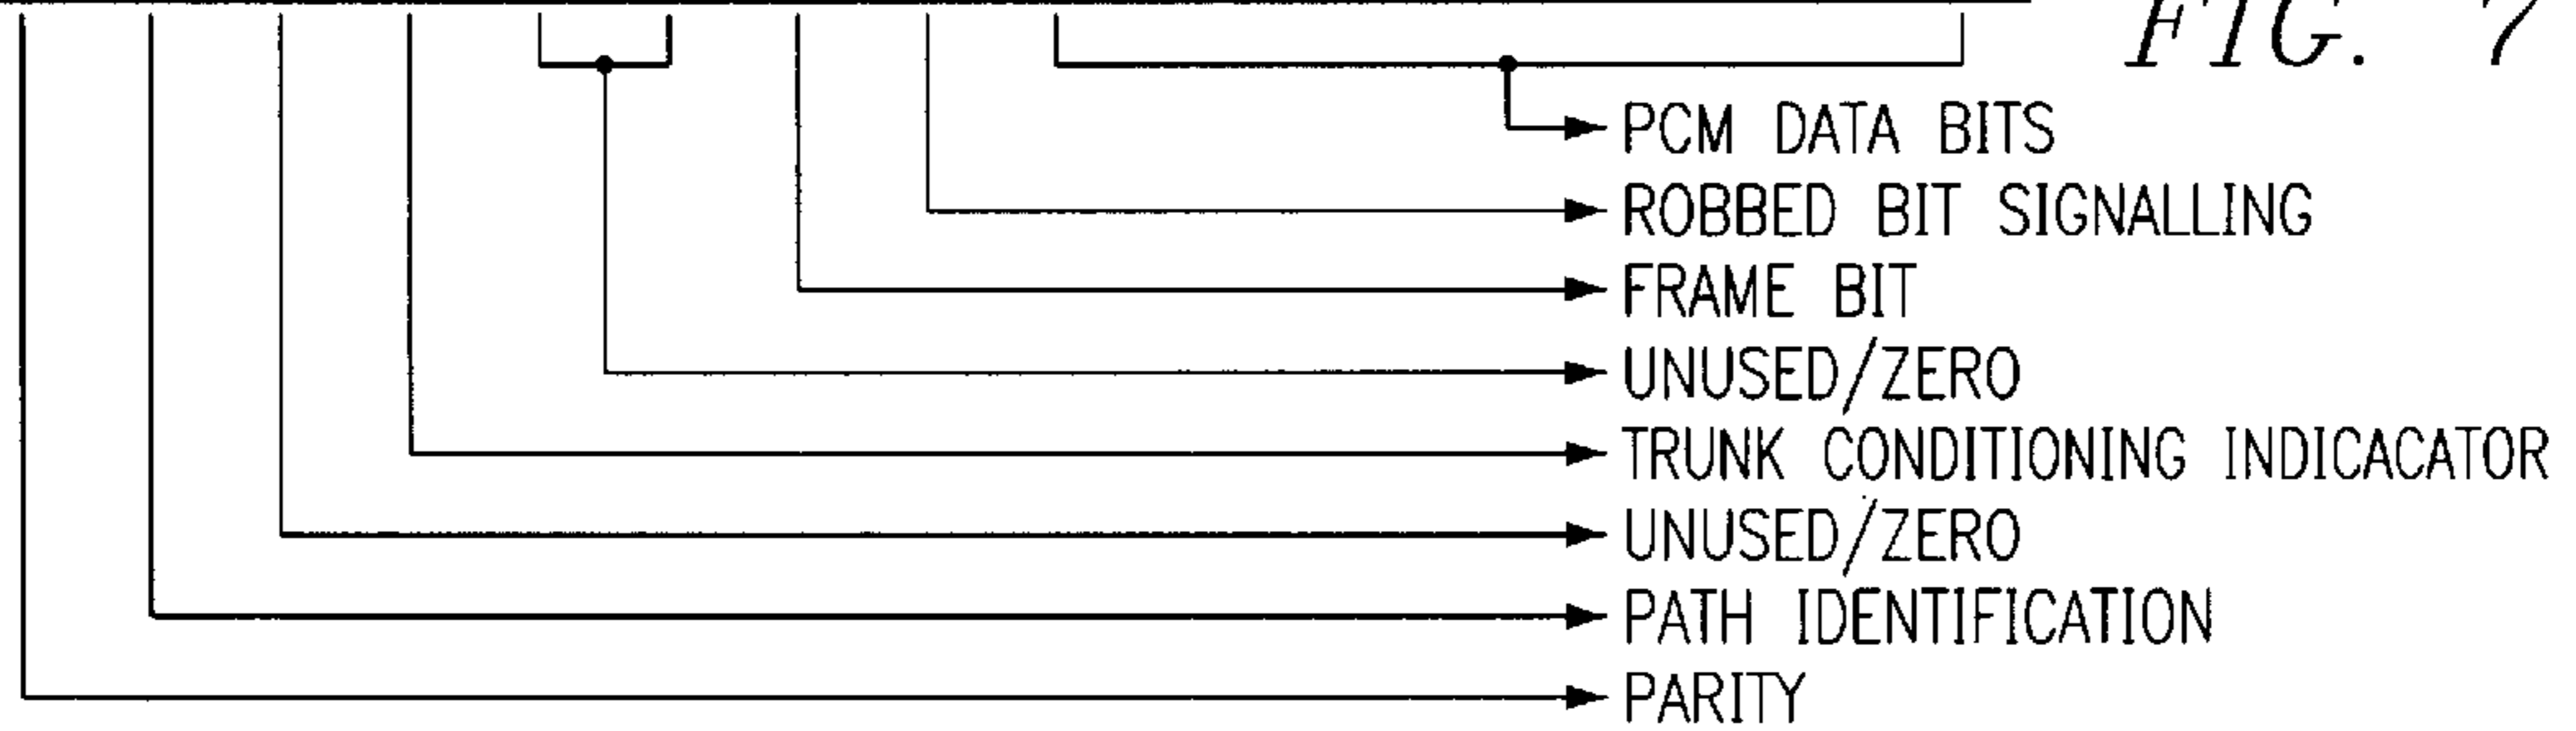 FIG. 7
PCM DATA BITS
ROBBED BIT SIGNALLING
FRAME BIT
UNUSED/ZERO
TRUNK CONDITIONING INDICACATOR
UNUSED/ZERO
PATH IDENTIFICATION
PARITY